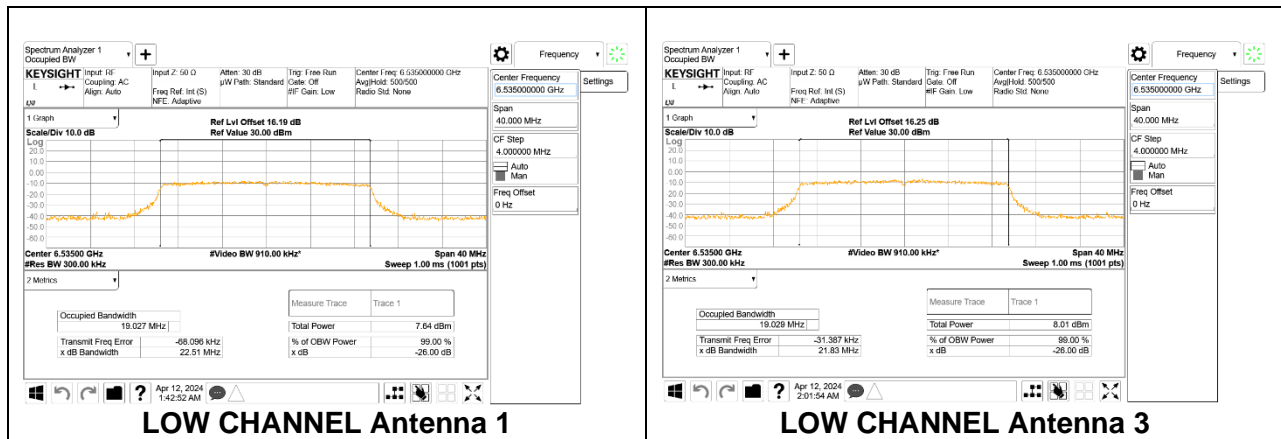 Spectrum Analyzer 1
Occupied BW
+
Frequency
KEYSIGHT
L
Input: RF
Coupling: AC
Align: Auto
Input Z: 50 Ω
Freq Ref: Int (S)
NFE: Adaptive
Atten: 30 dB
µW Path: Standard
Trig: Free Run
Gate: Off
#IF Gain: Low
Center Freq: 6.535000000 GHz
Avg|Hold: 500/500
Radio Std: None
Center Frequency
6.535000000 GHz
Settings
Span
40.000 MHz
CF Step
4.000000 MHz
Auto
Man
Freq Offset
0 Hz
1 Graph
Scale/Div 10.0 dB
Ref Lvl Offset 16.19 dB
Ref Value 30.00 dBm
Log
20.0
10.0
0.00
-10.0
-20.0
-30.0
-40.0
-50.0
-60.0
Center 6.53500 GHz
#Res BW 300.00 kHz
#Video BW 910.00 kHz*
Span 40 MHz
Sweep 1.00 ms (1001 pts)
2 Metrics
Measure Trace Trace 1
Occupied Bandwidth
19.027 MHz
Total Power 7.64 dBm
Transmit Freq Error -68.096 kHz
% of OBW Power 99.00 %
x dB Bandwidth 22.51 MHz
x dB -26.00 dB
?
Apr 12, 2024
1:42:52 AM
LOW CHANNEL Antenna 1
Spectrum Analyzer 1
Occupied BW
+
Frequency
KEYSIGHT
L
Input: RF
Coupling: AC
Align: Auto
Input Z: 50 Ω
Freq Ref: Int (S)
NFE: Adaptive
Atten: 30 dB
µW Path: Standard
Trig: Free Run
Gate: Off
#IF Gain: Low
Center Freq: 6.535000000 GHz
Avg|Hold: 500/500
Radio Std: None
Center Frequency
6.535000000 GHz
Settings
Span
40.000 MHz
CF Step
4.000000 MHz
Auto
Man
Freq Offset
0 Hz
1 Graph
Scale/Div 10.0 dB
Ref Lvl Offset 16.25 dB
Ref Value 30.00 dBm
Log
20.0
10.0
0.00
-10.0
-20.0
-30.0
-40.0
-50.0
-60.0
Center 6.53500 GHz
#Res BW 300.00 kHz
#Video BW 910.00 kHz*
Span 40 MHz
Sweep 1.00 ms (1001 pts)
2 Metrics
Measure Trace Trace 1
Occupied Bandwidth
19.029 MHz
Total Power 8.01 dBm
Transmit Freq Error -31.387 kHz
% of OBW Power 99.00 %
x dB Bandwidth 21.83 MHz
x dB -26.00 dB
?
Apr 12, 2024
2:01:54 AM
LOW CHANNEL Antenna 3